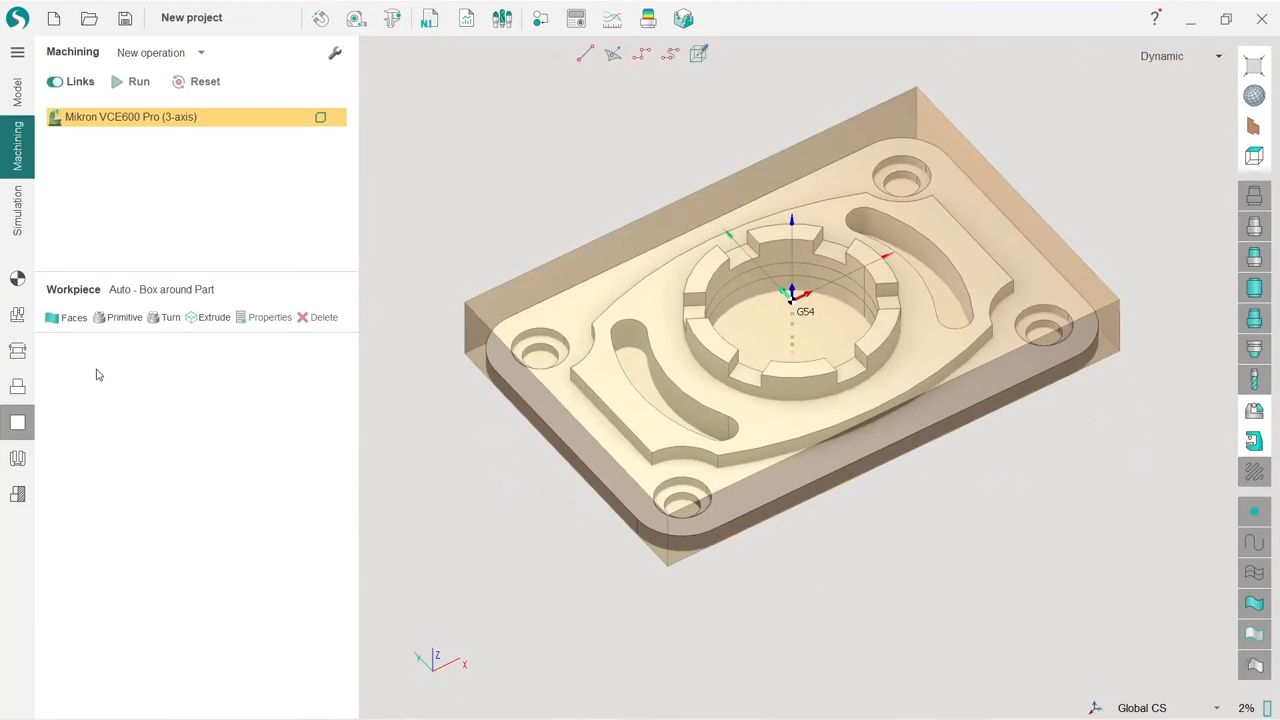 New project
N1
?
Machining
New operation
Dynamic
Links
Run
Reset
Model
Mikron VCE600 Pro (3-axis)
Machining
Simulation
Workpiece
Auto - Box around Part
Faces
Primitive
Turn
Extrude
Properties
Delete
G54
Y
Z
X
Global CS
2%